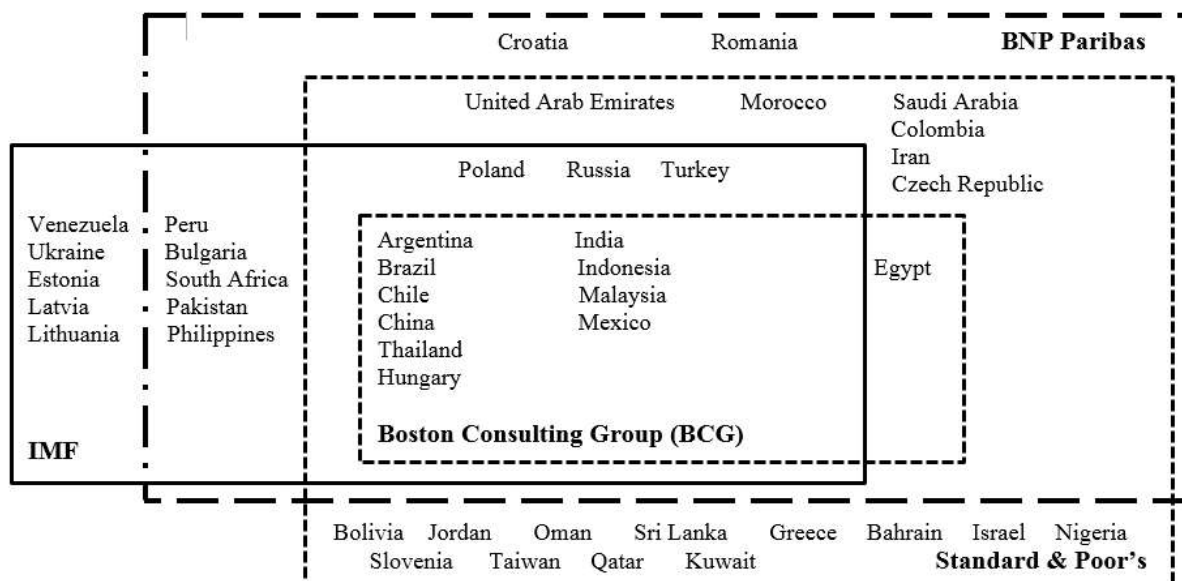 Croatia Romania BNP Paribas
United Arab Emirates Morocco Saudi Arabia
Colombia
Iran
Czech Republic
Poland Russia Turkey
Venezuela Peru
Ukraine Bulgaria
Estonia South Africa
Latvia Pakistan
Lithuania Philippines
Argentina India
Brazil Indonesia Egypt
Chile Malaysia
China Mexico
Thailand
Hungary
Boston Consulting Group (BCG)
IMF
Bolivia Jordan Oman Sri Lanka Greece Bahrain Israel Nigeria
Slovenia Taiwan Qatar Kuwait Standard & Poor's